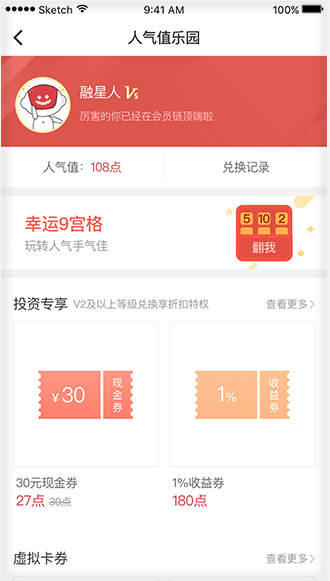 Sketch 9:41 AM 100%
人气值乐园
融星人 V5
厉害的你已经在会员链顶端啦
人气值：108点 兑换记录
幸运9宫格
玩转人气手气佳
5 10 2
翻我
投资专享 V2及以上等级兑换享折扣特权 查看更多
¥30 现金券
1% 收益券
30元现金券 1%收益券
27点 30点 180点
虚拟卡券 查看更多